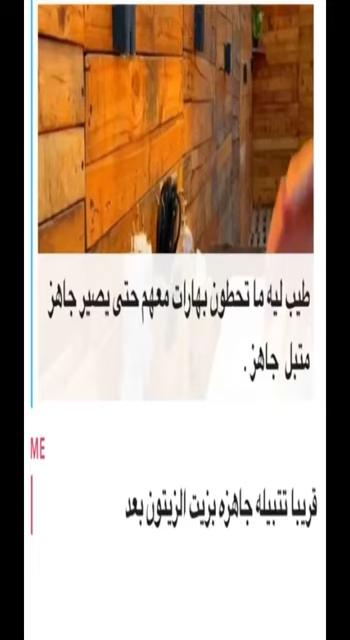 طيب ليه ما تحطون بهارات معهم حتى يصير جاهز
متبل جاهز .
ME
قريبا تتبيله جاهزه بزيت الزيتون بعد